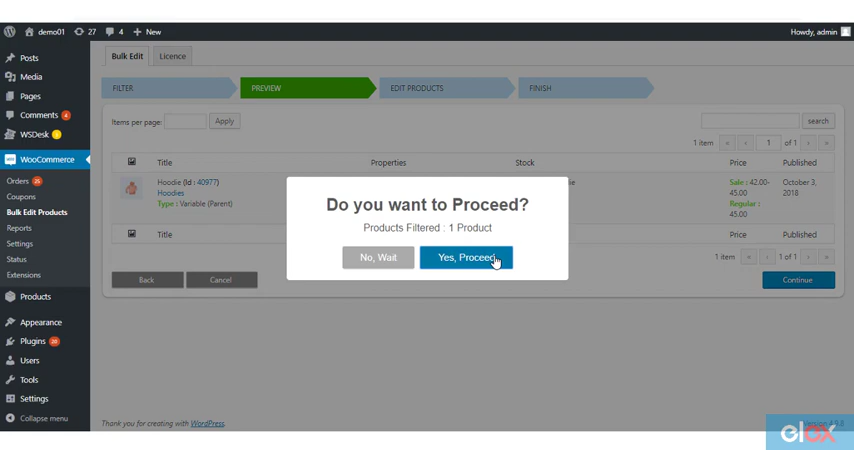 demo01 27 4 New Howdy, admin
Posts
Media
Pages
Comments 4
WSDesk
WooCommerce
Orders 25
Coupons
Bulk Edit Products
Reports
Settings
Status
Extensions
Products
Appearance
Plugins 20
Users
Tools
Settings
Collapse menu
Bulk Edit Licence
FILTER PREVIEW EDIT PRODUCTS FINISH
Items per page: Apply search
1 item « ‹ 1 of 1 › »
Title Properties Stock Price Published
Hoodie (Id : 40977)
Hoodies
Type : Variable (Parent)
Sale : 42.00-
45.00
Regular :
45.00
October 3,
2018
Do you want to Proceed?
Products Filtered : 1 Product
No, Wait Yes, Proceed
Title Price Published
1 item « ‹ 1 of 1 › »
Back Cancel Continue
Thank you for creating with WordPress.
elex